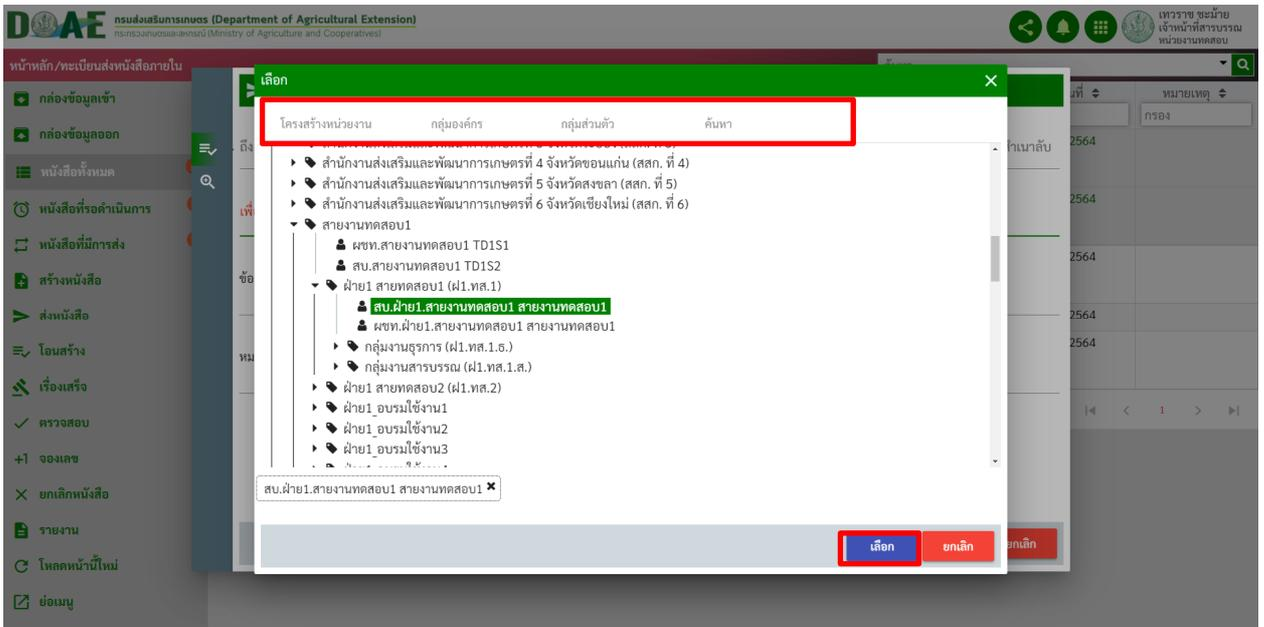 DOAE
กรมส่งเสริมการเกษตร (Department of Agricultural Extension)
กระทรวงเกษตรและสหกรณ์ (Ministry of Agriculture and Cooperatives)
เทวราช ชะม้าย
เจ้าหน้าที่สารบรรณ
หน่วยงานทดสอบ
หน้าหลัก/ทะเบียนส่งหนังสือภายใน
กล่องข้อมูลเข้า
กล่องข้อมูลออก
หนังสือทั้งหมด
หนังสือที่รอดำเนินการ
หนังสือที่มีการส่ง
สร้างหนังสือ
ส่งหนังสือ
โอนสร้าง
เรื่องเสร็จ
ตรวจสอบ
+1 จองเลข
ยกเลิกหนังสือ
รายงาน
โหลดหน้านี้ใหม่
ย่อเมนู
เลือก
โครงสร้างหน่วยงาน กลุ่มองค์กร กลุ่มส่วนตัว ค้นหา
สำนักงานส่งเสริมและพัฒนาการเกษตรที่ 4 จังหวัดขอนแก่น (สสก. ที่ 4)
สำนักงานส่งเสริมและพัฒนาการเกษตรที่ 5 จังหวัดสงขลา (สสก. ที่ 5)
สำนักงานส่งเสริมและพัฒนาการเกษตรที่ 6 จังหวัดเชียงใหม่ (สสก. ที่ 6)
สายงานทดสอบ1
ผชท.สายงานทดสอบ1 TD1S1
สบ.สายงานทดสอบ1 TD1S2
ฝ่าย1 สายทดสอบ1 (ฝ1.ทส.1)
สบ.ฝ่าย1.สายงานทดสอบ1 สายงานทดสอบ1
ผชท.ฝ่าย1.สายงานทดสอบ1 สายงานทดสอบ1
กลุ่มงานธุรการ (ฝ1.ทส.1.ธ.)
กลุ่มงานสารบรรณ (ฝ1.ทส.1.ส.)
ฝ่าย1 สายทดสอบ2 (ฝ1.ทส.2)
ฝ่าย1_อบรมใช้งาน1
ฝ่าย1_อบรมใช้งาน2
ฝ่าย1_อบรมใช้งาน3
สบ.ฝ่าย1.สายงานทดสอบ1 สายงานทดสอบ1
เลือก ยกเลิก
ยกเลิก
ถึง
ข้อ
หม
ำเนาลับ
หมายเหตุ
กรอง
2564
2564
2564
2564
2564
1